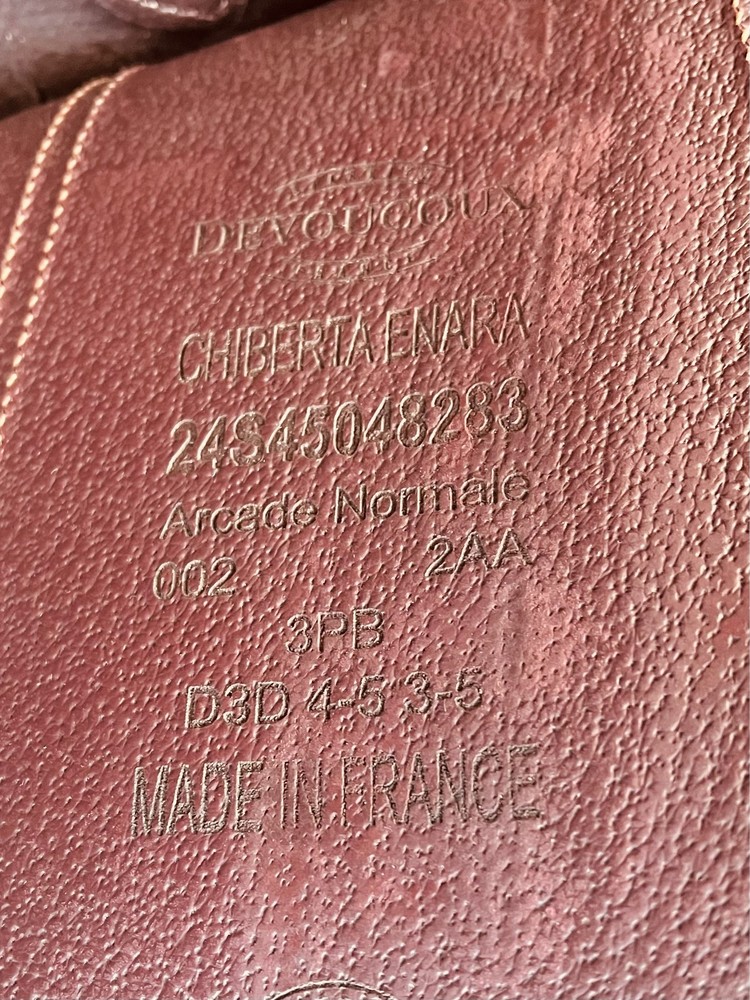 DEVOUCOUX
CHIBERTA ENARA
24S45048283
Arcade Normale
002 2AA
3PB
D3D 4-5 3-5
MADE IN FRANCE